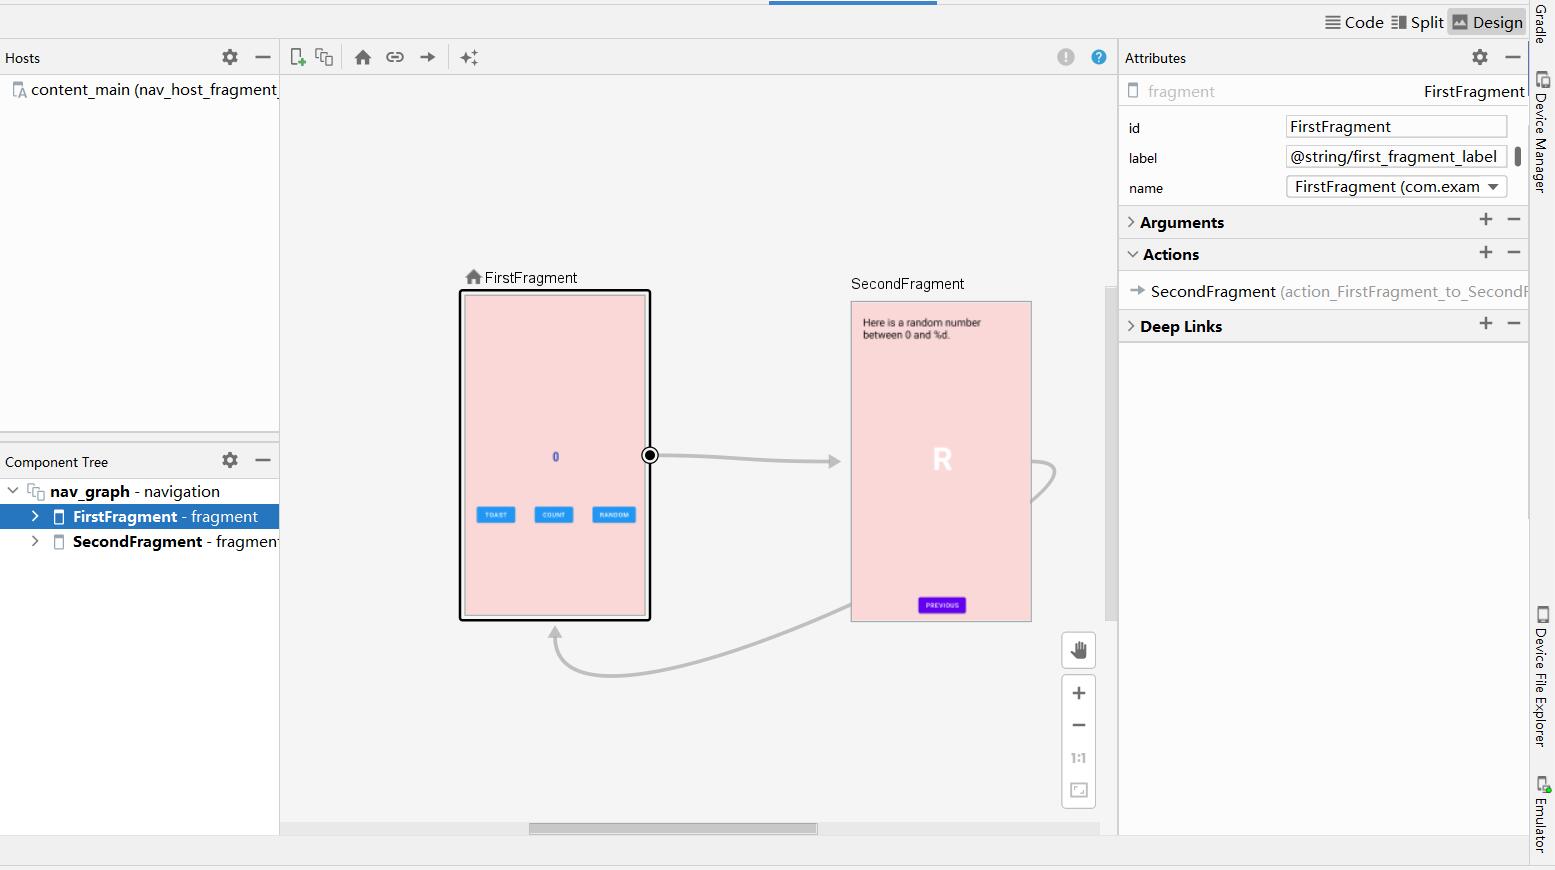 Code
Split
Design
Gradle
Hosts
Attributes
content_main (nav_host_fragment_
fragment
FirstFragment
id
FirstFragment
label
@string/first_fragment_label
name
FirstFragment (com.exam
Device Manager
Arguments
Actions
SecondFragment (action_FirstFragment_to_SecondF
Deep Links
FirstFragment
SecondFragment
Here is a random number
between 0 and %d.
0
TOAST
COUNT
RANDOM
R
PREVIOUS
Component Tree
nav_graph - navigation
FirstFragment - fragment
SecondFragment - fragment
1:1
Device File Explorer
Emulator